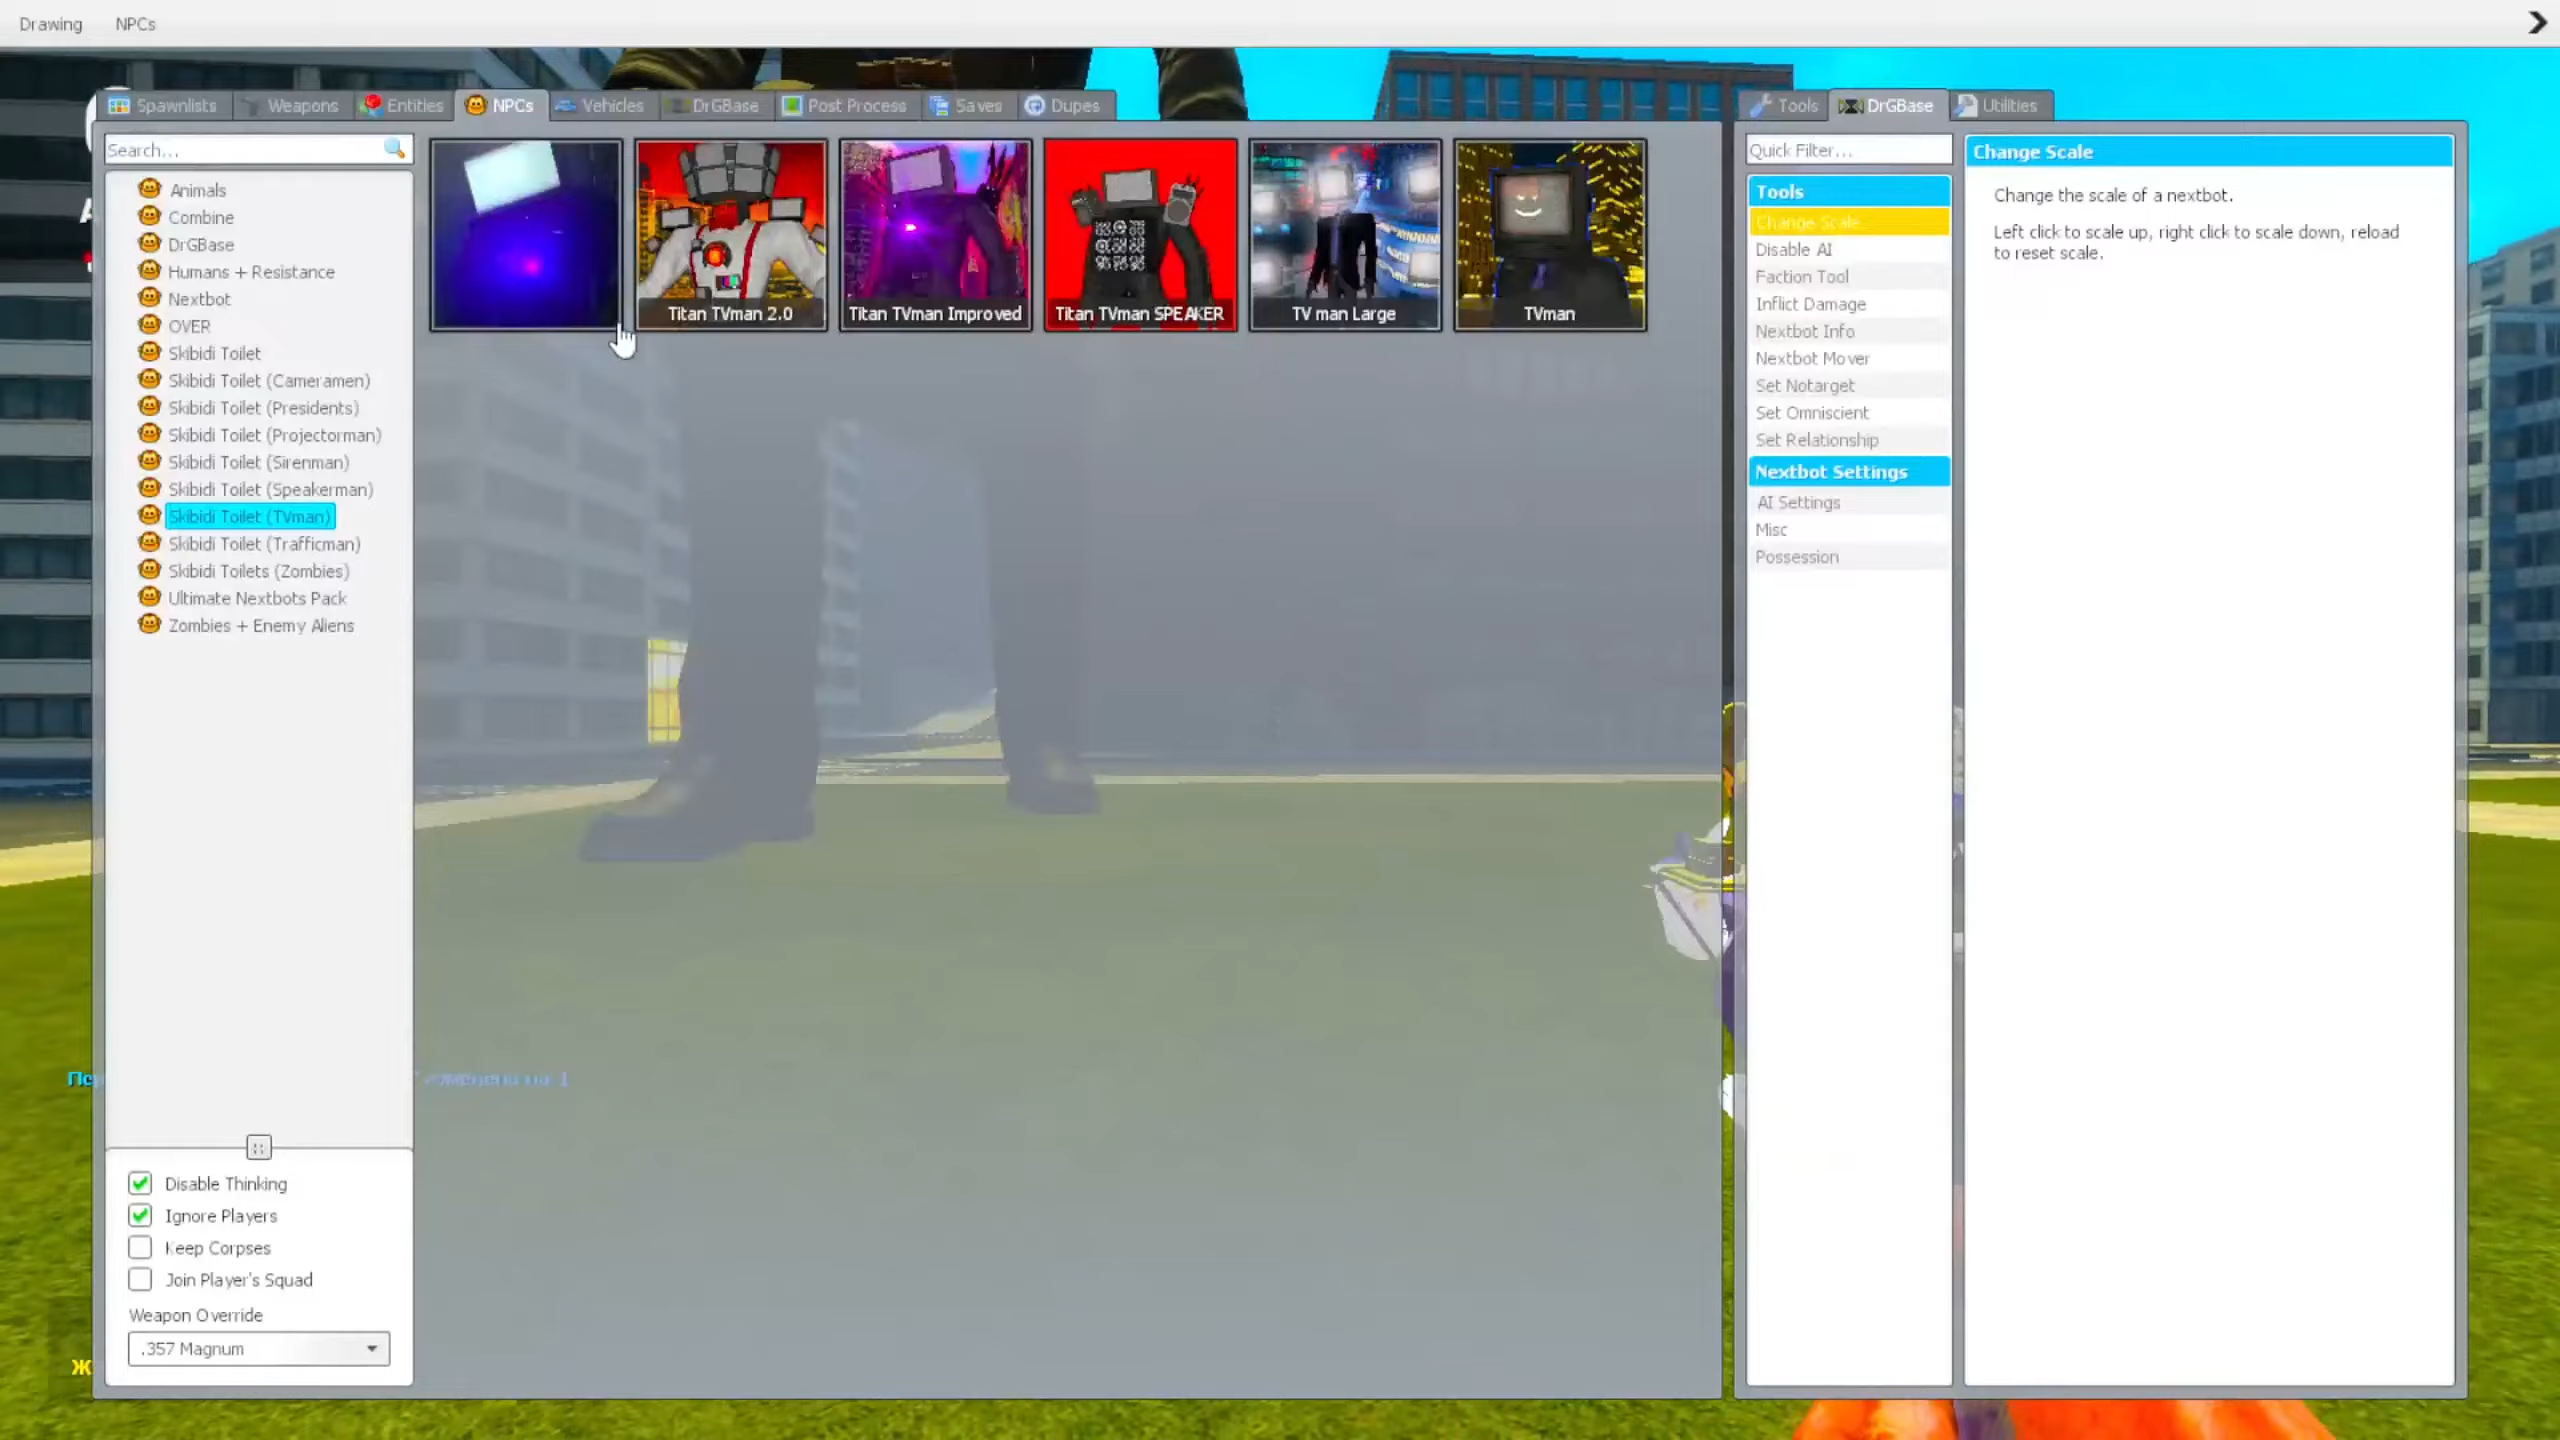 Drawing NPCs
Spawnlists Weapons Entities NPCs Vehicles DrGBase Post Process Saves Dupes
Tools DrGBase Utilities
Search...
Animals
Combine
DrGBase
Humans + Resistance
Nextbot
OVER
Skibidi Toilet
Skibidi Toilet (Cameramen)
Skibidi Toilet (Presidents)
Skibidi Toilet (Projectorman)
Skibidi Toilet (Sirenman)
Skibidi Toilet (Speakerman)
Skibidi Toilet (TVman)
Skibidi Toilet (Trafficman)
Skibidi Toilets (Zombies)
Ultimate Nextbots Pack
Zombies + Enemy Aliens
Titan TVman 2.0
Titan TVman Improved
Titan TVman SPEAKER
TV man Large
TVman
Quick Filter...
Tools
Change Scale
Disable AI
Faction Tool
Inflict Damage
Nextbot Info
Nextbot Mover
Set Notarget
Set Omniscient
Set Relationship
Nextbot Settings
AI Settings
Misc
Possession
Change Scale
Change the scale of a nextbot.
Left click to scale up, right click to scale down, reload
to reset scale.
Disable Thinking
Ignore Players
Keep Corpses
Join Player's Squad
Weapon Override
.357 Magnum